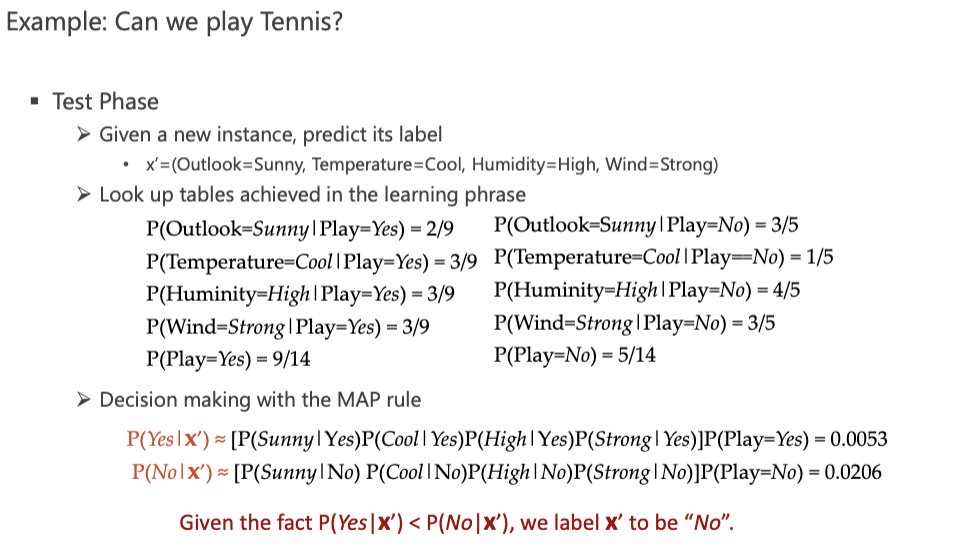 Example: Can we play Tennis?
▪ Test Phase
➢ Given a new instance, predict its label
• x′=(Outlook=Sunny, Temperature=Cool, Humidity=High, Wind=Strong)
➢ Look up tables achieved in the learning phrase
P(Outlook=Sunny|Play=Yes) = 2/9 P(Outlook=Sunny|Play=No) = 3/5
P(Temperature=Cool|Play=Yes) = 3/9 P(Temperature=Cool|Play==No) = 1/5
P(Huminity=High|Play=Yes) = 3/9 P(Huminity=High|Play=No) = 4/5
P(Wind=Strong|Play=Yes) = 3/9 P(Wind=Strong|Play=No) = 3/5
P(Play=Yes) = 9/14 P(Play=No) = 5/14
➢ Decision making with the MAP rule
P(Yes|x′) ≈ [P(Sunny|Yes)P(Cool|Yes)P(High|Yes)P(Strong|Yes)]P(Play=Yes) = 0.0053
P(No|x′) ≈ [P(Sunny|No) P(Cool|No)P(High|No)P(Strong|No)]P(Play=No) = 0.0206
Given the fact P(Yes|x′) < P(No|x′), we label x′ to be “No”.